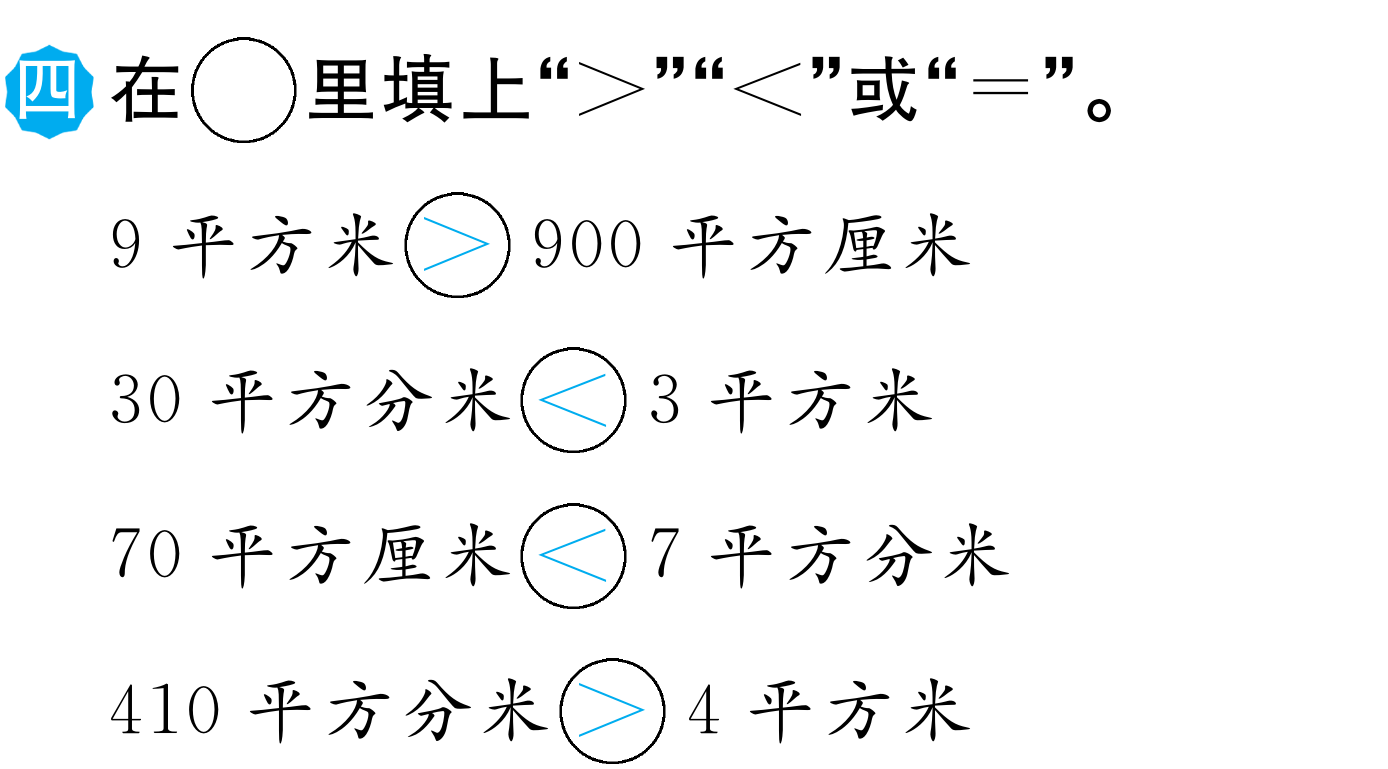 四 在○里填上“>”“<”或“=”。
9 平方米 > 900 平方厘米
30 平方分米 < 3 平方米
70 平方厘米 < 7 平方分米
410 平方分米 > 4 平方米